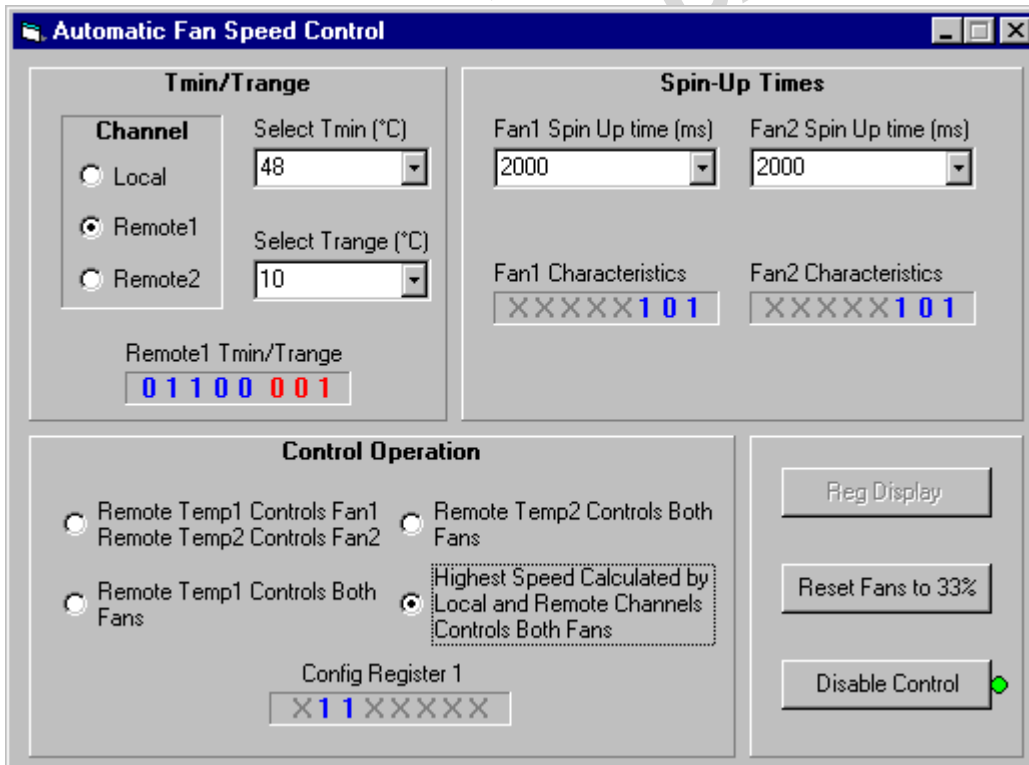 Automatic Fan Speed Control
Tmin/Trange
Channel
Local
Remote1
Remote2
Select Tmin (°C)
48
Select Trange (°C)
10
Remote1 Tmin/Trange
0 1 1 0 0 0 0 1
Spin-Up Times
Fan1 Spin Up time (ms)
2000
Fan2 Spin Up time (ms)
2000
Fan1 Characteristics
X X X X X 1 0 1
Fan2 Characteristics
X X X X X 1 0 1
Control Operation
Remote Temp1 Controls Fan1
Remote Temp2 Controls Fan2
Remote Temp2 Controls Both
Fans
Remote Temp1 Controls Both
Fans
Highest Speed Calculated by
Local and Remote Channels
Controls Both Fans
Config Register 1
X 1 1 X X X X X
Reg Display
Reset Fans to 33%
Disable Control